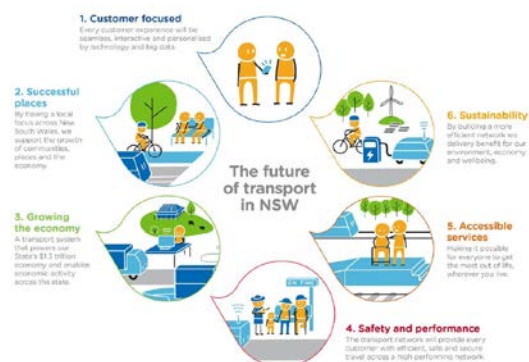 1. Customer focused
Every customer experience will be
seamless, interactive and personalised
by technology and big data.
2. Successful
places
By having a local
focus across New
South Wales, we
support the growth
of communities,
places and the
economy.
3. Growing
the economy
A transport system
that powers our
State's $1.3 trillion
economy and enables
economic activity
across the state.
The future
of transport
in NSW
6. Sustainability
By building a more
efficient network we
delivery benefit for our
environment, economy
and wellbeing.
5. Accessible
services
Making it possible
for everyone to get
the most out of life,
wherever you live.
ON TIME
4. Safety and performance
The transport network will provide every
customer with efficient, safe and secure
travel across a high performing network.